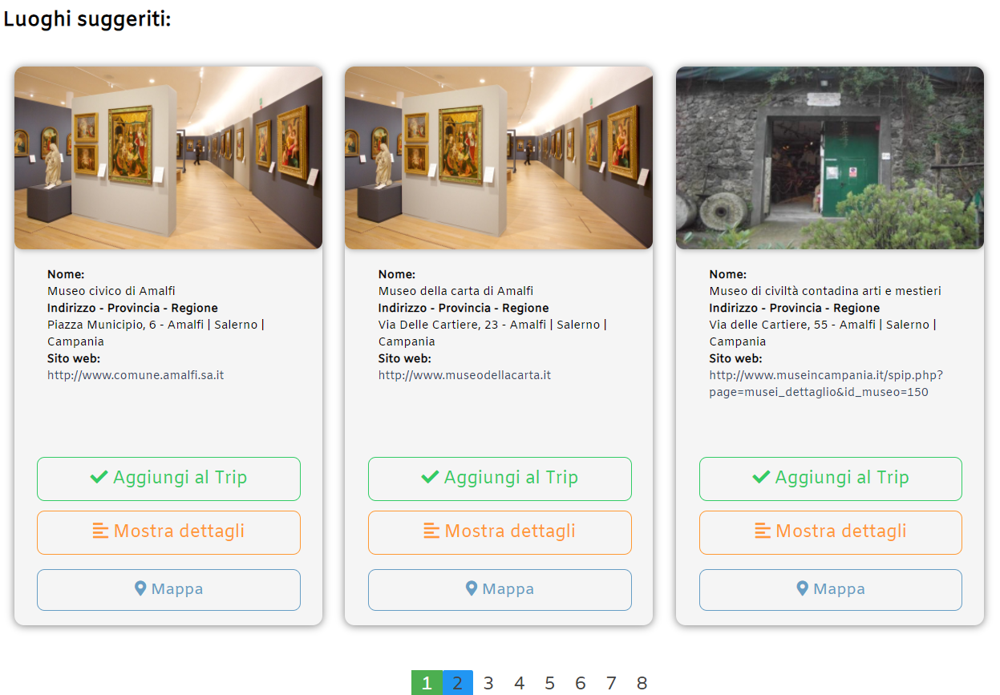 Luoghi suggeriti:
Nome:
Museo civico di Amalfi
Indirizzo - Provincia - Regione
Piazza Municipio, 6 - Amalfi | Salerno |
Campania
Sito web:
http://www.comune.amalfi.sa.it
Aggiungi al Trip
Mostra dettagli
Mappa
Nome:
Museo della carta di Amalfi
Indirizzo - Provincia - Regione
Via Delle Cartiere, 23 - Amalfi | Salerno |
Campania
Sito web:
http://www.museodellacarta.it
Aggiungi al Trip
Mostra dettagli
Mappa
Nome:
Museo di civiltà contadina arti e mestieri
Indirizzo - Provincia - Regione
Via delle Cartiere, 55 - Amalfi | Salerno |
Campania
Sito web:
http://www.museincampania.it/spip.php?
page=musei_dettaglio&id_museo=150
Aggiungi al Trip
Mostra dettagli
Mappa
1 2 3 4 5 6 7 8